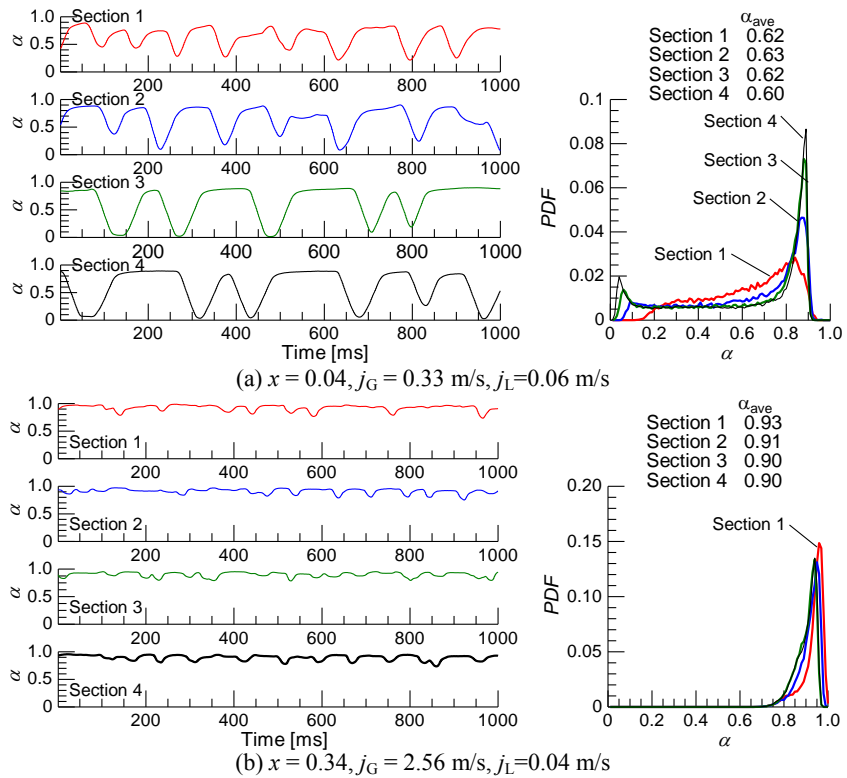 α
1.0
0.5
0
Section 1
200 400 600 800 1000
α
1.0
0.5
0
Section 2
200 400 600 800 1000
α
1.0
0.5
0
Section 3
200 400 600 800 1000
α
1.0
0.5
0
Section 4
200 400 600 800 1000
Time [ms]
αave
Section 1 0.62
Section 2 0.63
Section 3 0.62
Section 4 0.60
PDF
0.1
0.08
0.06
0.04
0.02
0
Section 4
Section 3
Section 2
Section 1
0 0.2 0.4 0.6 0.8 1.0
α
(a) x = 0.04, jG = 0.33 m/s, jL=0.06 m/s
α
1.0
0.5
0
Section 1
200 400 600 800 1000
α
1.0
0.5
0
Section 2
200 400 600 800 1000
α
1.0
0.5
0
Section 3
200 400 600 800 1000
α
1.0
0.5
0
Section 4
200 400 600 800 1000
Time [ms]
αave
Section 1 0.93
Section 2 0.91
Section 3 0.90
Section 4 0.90
PDF
0.20
0.15
0.10
0.05
0
Section 1
0 0.2 0.4 0.6 0.8 1.0
α
(b) x = 0.34, jG = 2.56 m/s, jL=0.04 m/s